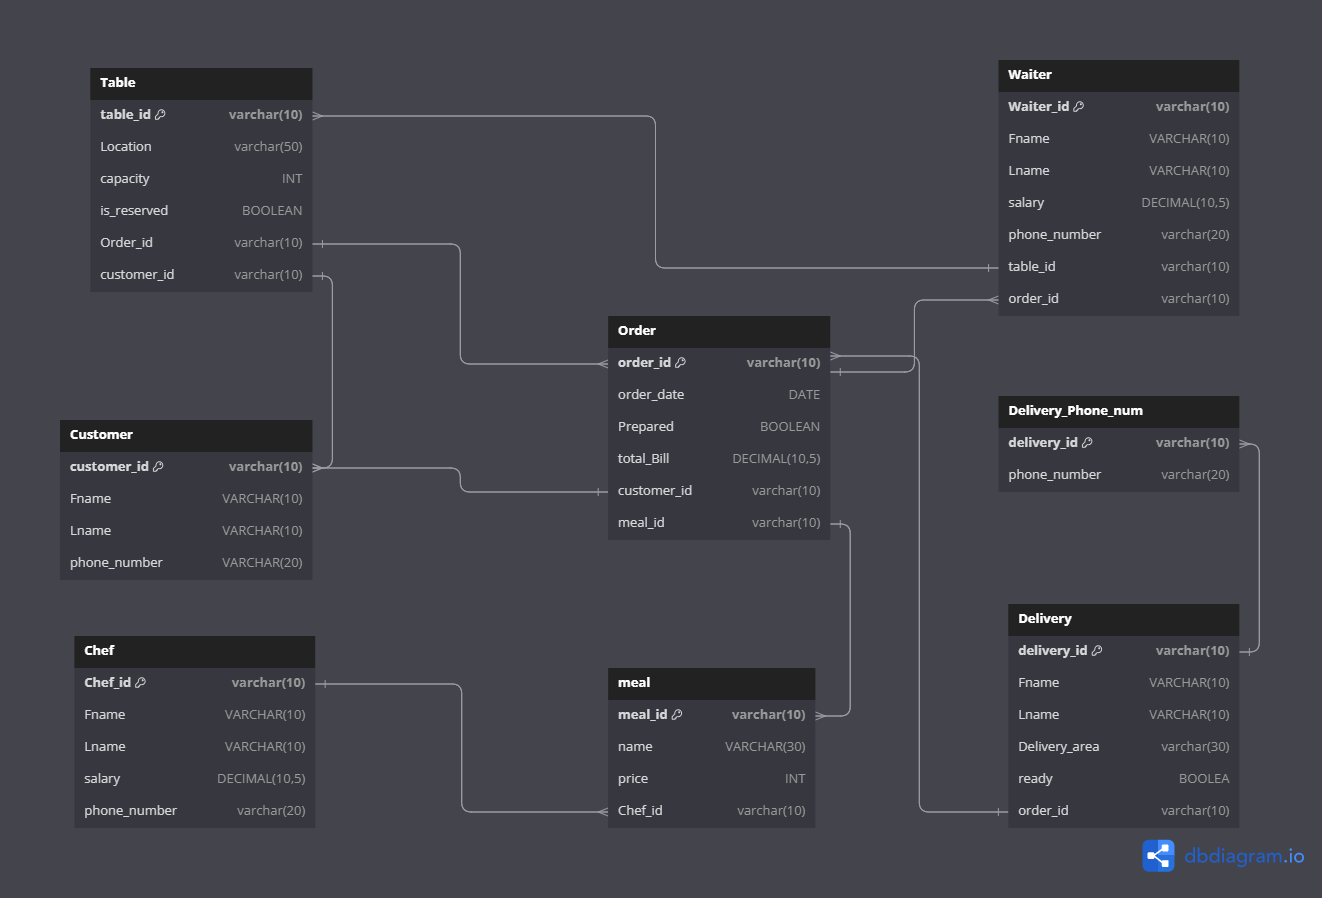 Table
table_id varchar(10)
Location varchar(50)
capacity INT
is_reserved BOOLEAN
Order_id varchar(10)
customer_id varchar(10)
Waiter
Waiter_id varchar(10)
Fname VARCHAR(10)
Lname VARCHAR(10)
salary DECIMAL(10,5)
phone_number varchar(20)
table_id varchar(10)
order_id varchar(10)
Order
order_id varchar(10)
order_date DATE
Prepared BOOLEAN
total_Bill DECIMAL(10,5)
customer_id varchar(10)
meal_id varchar(10)
Delivery_Phone_num
delivery_id varchar(10)
phone_number varchar(20)
Customer
customer_id varchar(10)
Fname VARCHAR(10)
Lname VARCHAR(10)
phone_number VARCHAR(20)
Chef
Chef_id varchar(10)
Fname VARCHAR(10)
Lname VARCHAR(10)
salary DECIMAL(10,5)
phone_number varchar(20)
meal
meal_id varchar(10)
name VARCHAR(30)
price INT
Chef_id varchar(10)
Delivery
delivery_id varchar(10)
Fname VARCHAR(10)
Lname VARCHAR(10)
Delivery_area varchar(30)
ready BOOLEA
order_id varchar(10)
dbdiagram.io